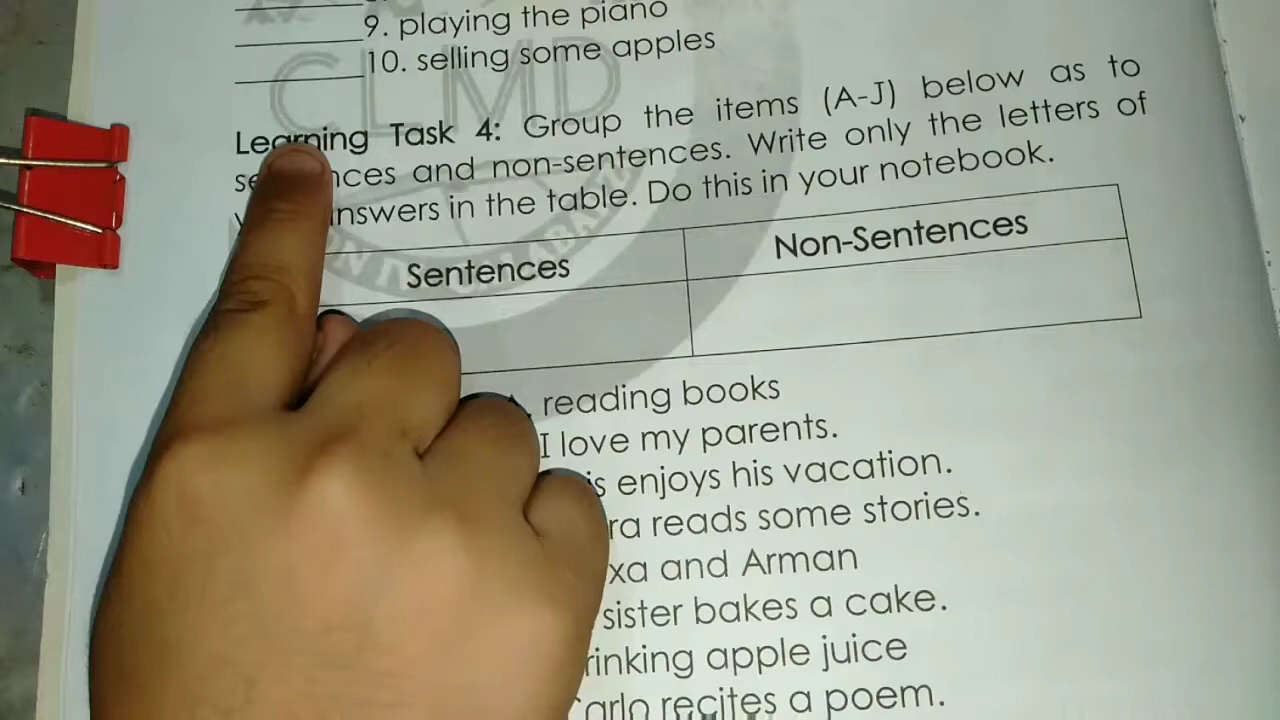 9. playing the piano
10. selling some apples
CLMD
Learning Task 4: Group the items (A-J) below as to
and non-sentences. Write only the letters of
in the table. Do this in your notebook.
Sentences Non-Sentences
reading books
I love my parents.
enjoys his vacation.
reads some stories.
and Arman
sister bakes a cake.
apple juice
recites a poem.